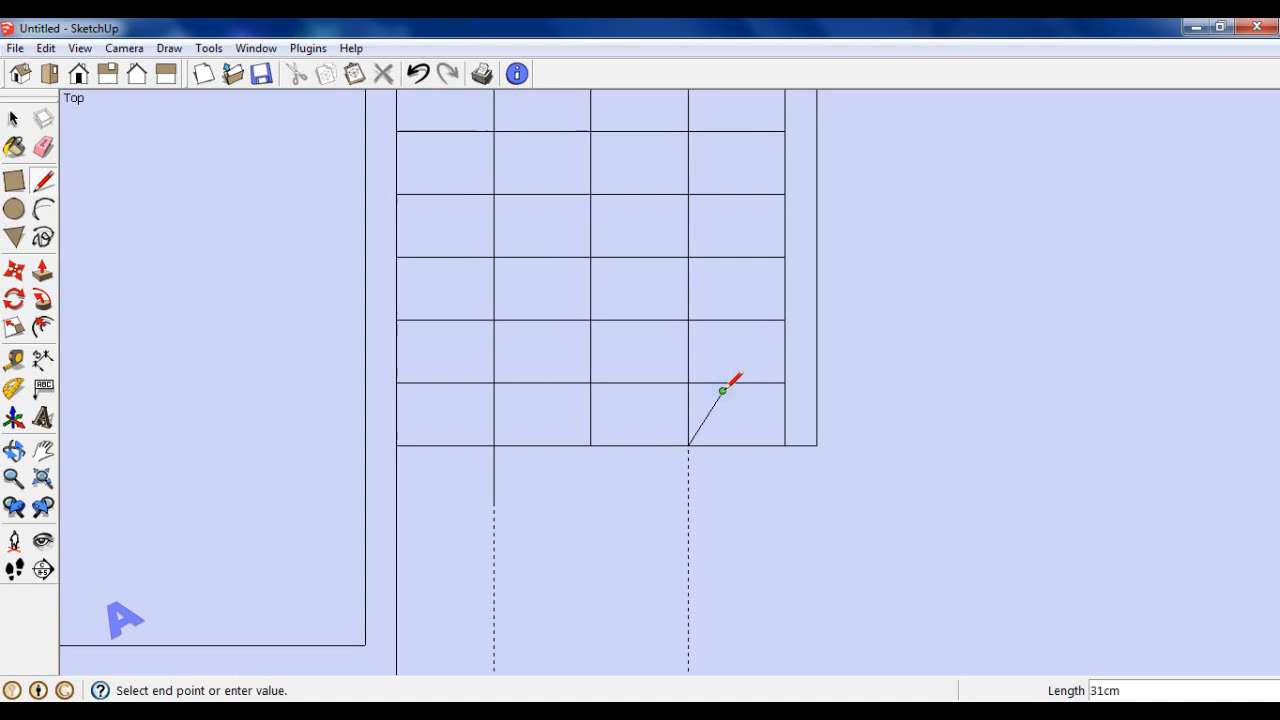 Untitled - SketchUp
File Edit View Camera Draw Tools Window Plugins Help
Top
ABC
A
Select end point or enter value.
Length 31cm